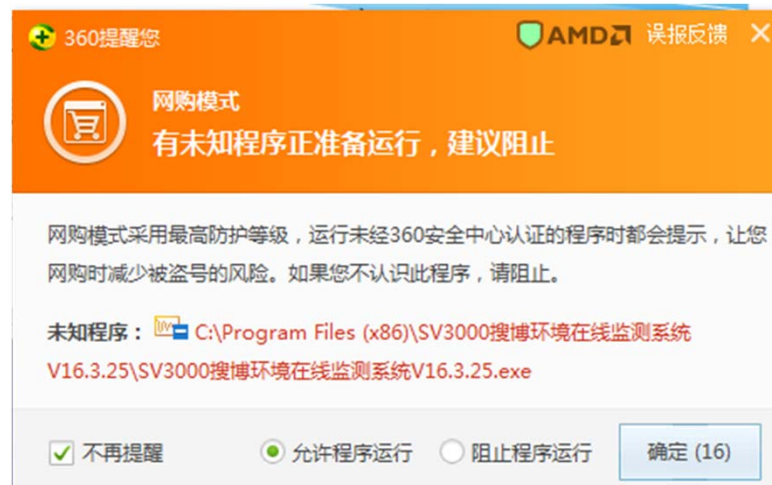 360提醒您
AMD 误报反馈
网购模式
有未知程序正准备运行，建议阻止
网购模式采用最高防护等级，运行未经360安全中心认证的程序时都会提示，让您
网购时减少被盗号的风险。如果您不认识此程序，请阻止。
未知程序： C:\Program Files (x86)\SV3000搜博环境在线监测系统
V16.3.25\SV3000搜博环境在线监测系统V16.3.25.exe
不再提醒 允许程序运行 阻止程序运行 确定 (16)